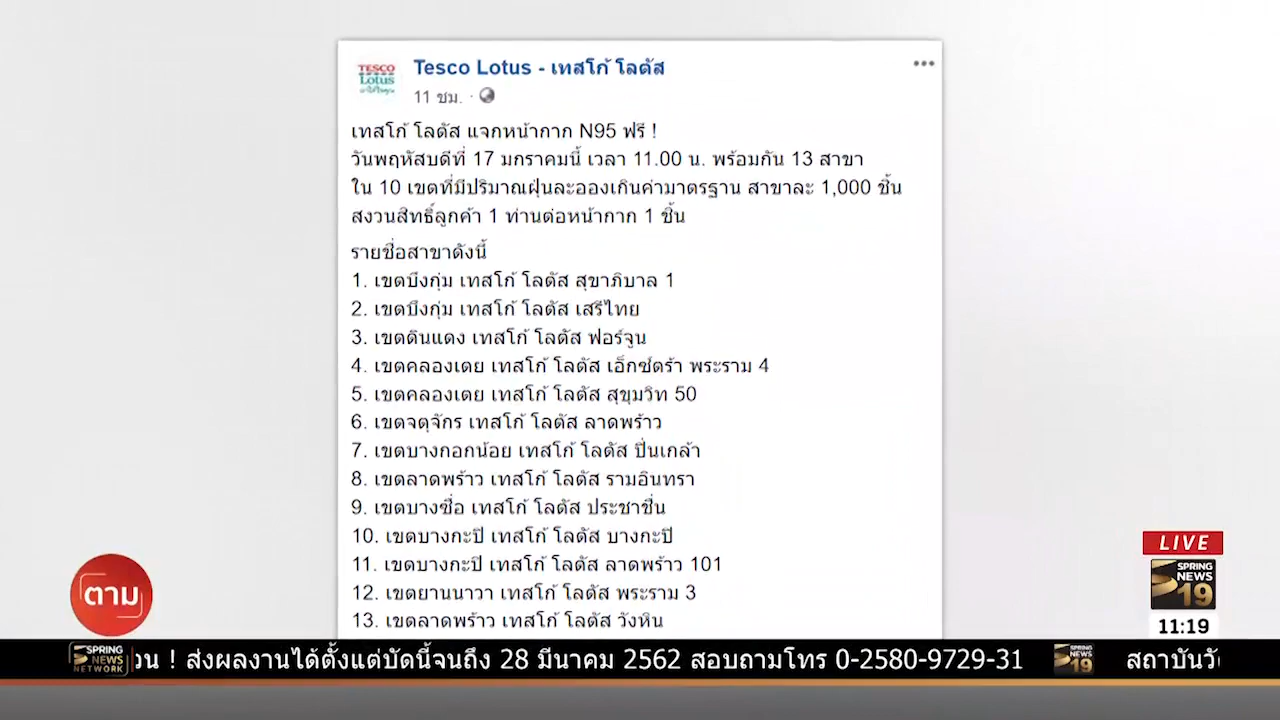 TESCO
Lotus
Tesco Lotus - เทสโก้ โลตัส
11 ชม. ·
เทสโก้ โลตัส แจกหน้ากาก N95 ฟรี !
วันพฤหัสบดีที่ 17 มกราคมนี้ เวลา 11.00 น. พร้อมกัน 13 สาขา
ใน 10 เขตที่มีปริมาณฝุ่นละอองเกินค่ามาตรฐาน สาขาละ 1,000 ชิ้น
สงวนสิทธิ์ลูกค้า 1 ท่านต่อหน้ากาก 1 ชิ้น
รายชื่อสาขาดังนี้
1. เขตบึงกุ่ม เทสโก้ โลตัส สุขาภิบาล 1
2. เขตบึงกุ่ม เทสโก้ โลตัส เสรีไทย
3. เขตดินแดง เทสโก้ โลตัส ฟอร์จูน
4. เขตคลองเตย เทสโก้ โลตัส เอ็กซ์ตร้า พระราม 4
5. เขตคลองเตย เทสโก้ โลตัส สุขุมวิท 50
6. เขตจตุจักร เทสโก้ โลตัส ลาดพร้าว
7. เขตบางกอกน้อย เทสโก้ โลตัส ปิ่นเกล้า
8. เขตลาดพร้าว เทสโก้ โลตัส รามอินทรา
9. เขตบางซื่อ เทสโก้ โลตัส ประชาชื่น
10. เขตบางกะปิ เทสโก้ โลตัส บางกะปิ
11. เขตบางกะปิ เทสโก้ โลตัส ลาดพร้าว 101
12. เขตยานนาวา เทสโก้ โลตัส พระราม 3
13. เขตลาดพร้าว เทสโก้ โลตัส วังหิน
ตาม
LIVE
SPRING
NEWS
19
11:19
SPRING
NEWS
NETWORK
วน ! ส่งผลงานได้ตั้งแต่บัดนี้จนถึง 28 มีนาคม 2562 สอบถามโทร 0-2580-9729-31
SPRING
NEWS
19
สถาบันวั